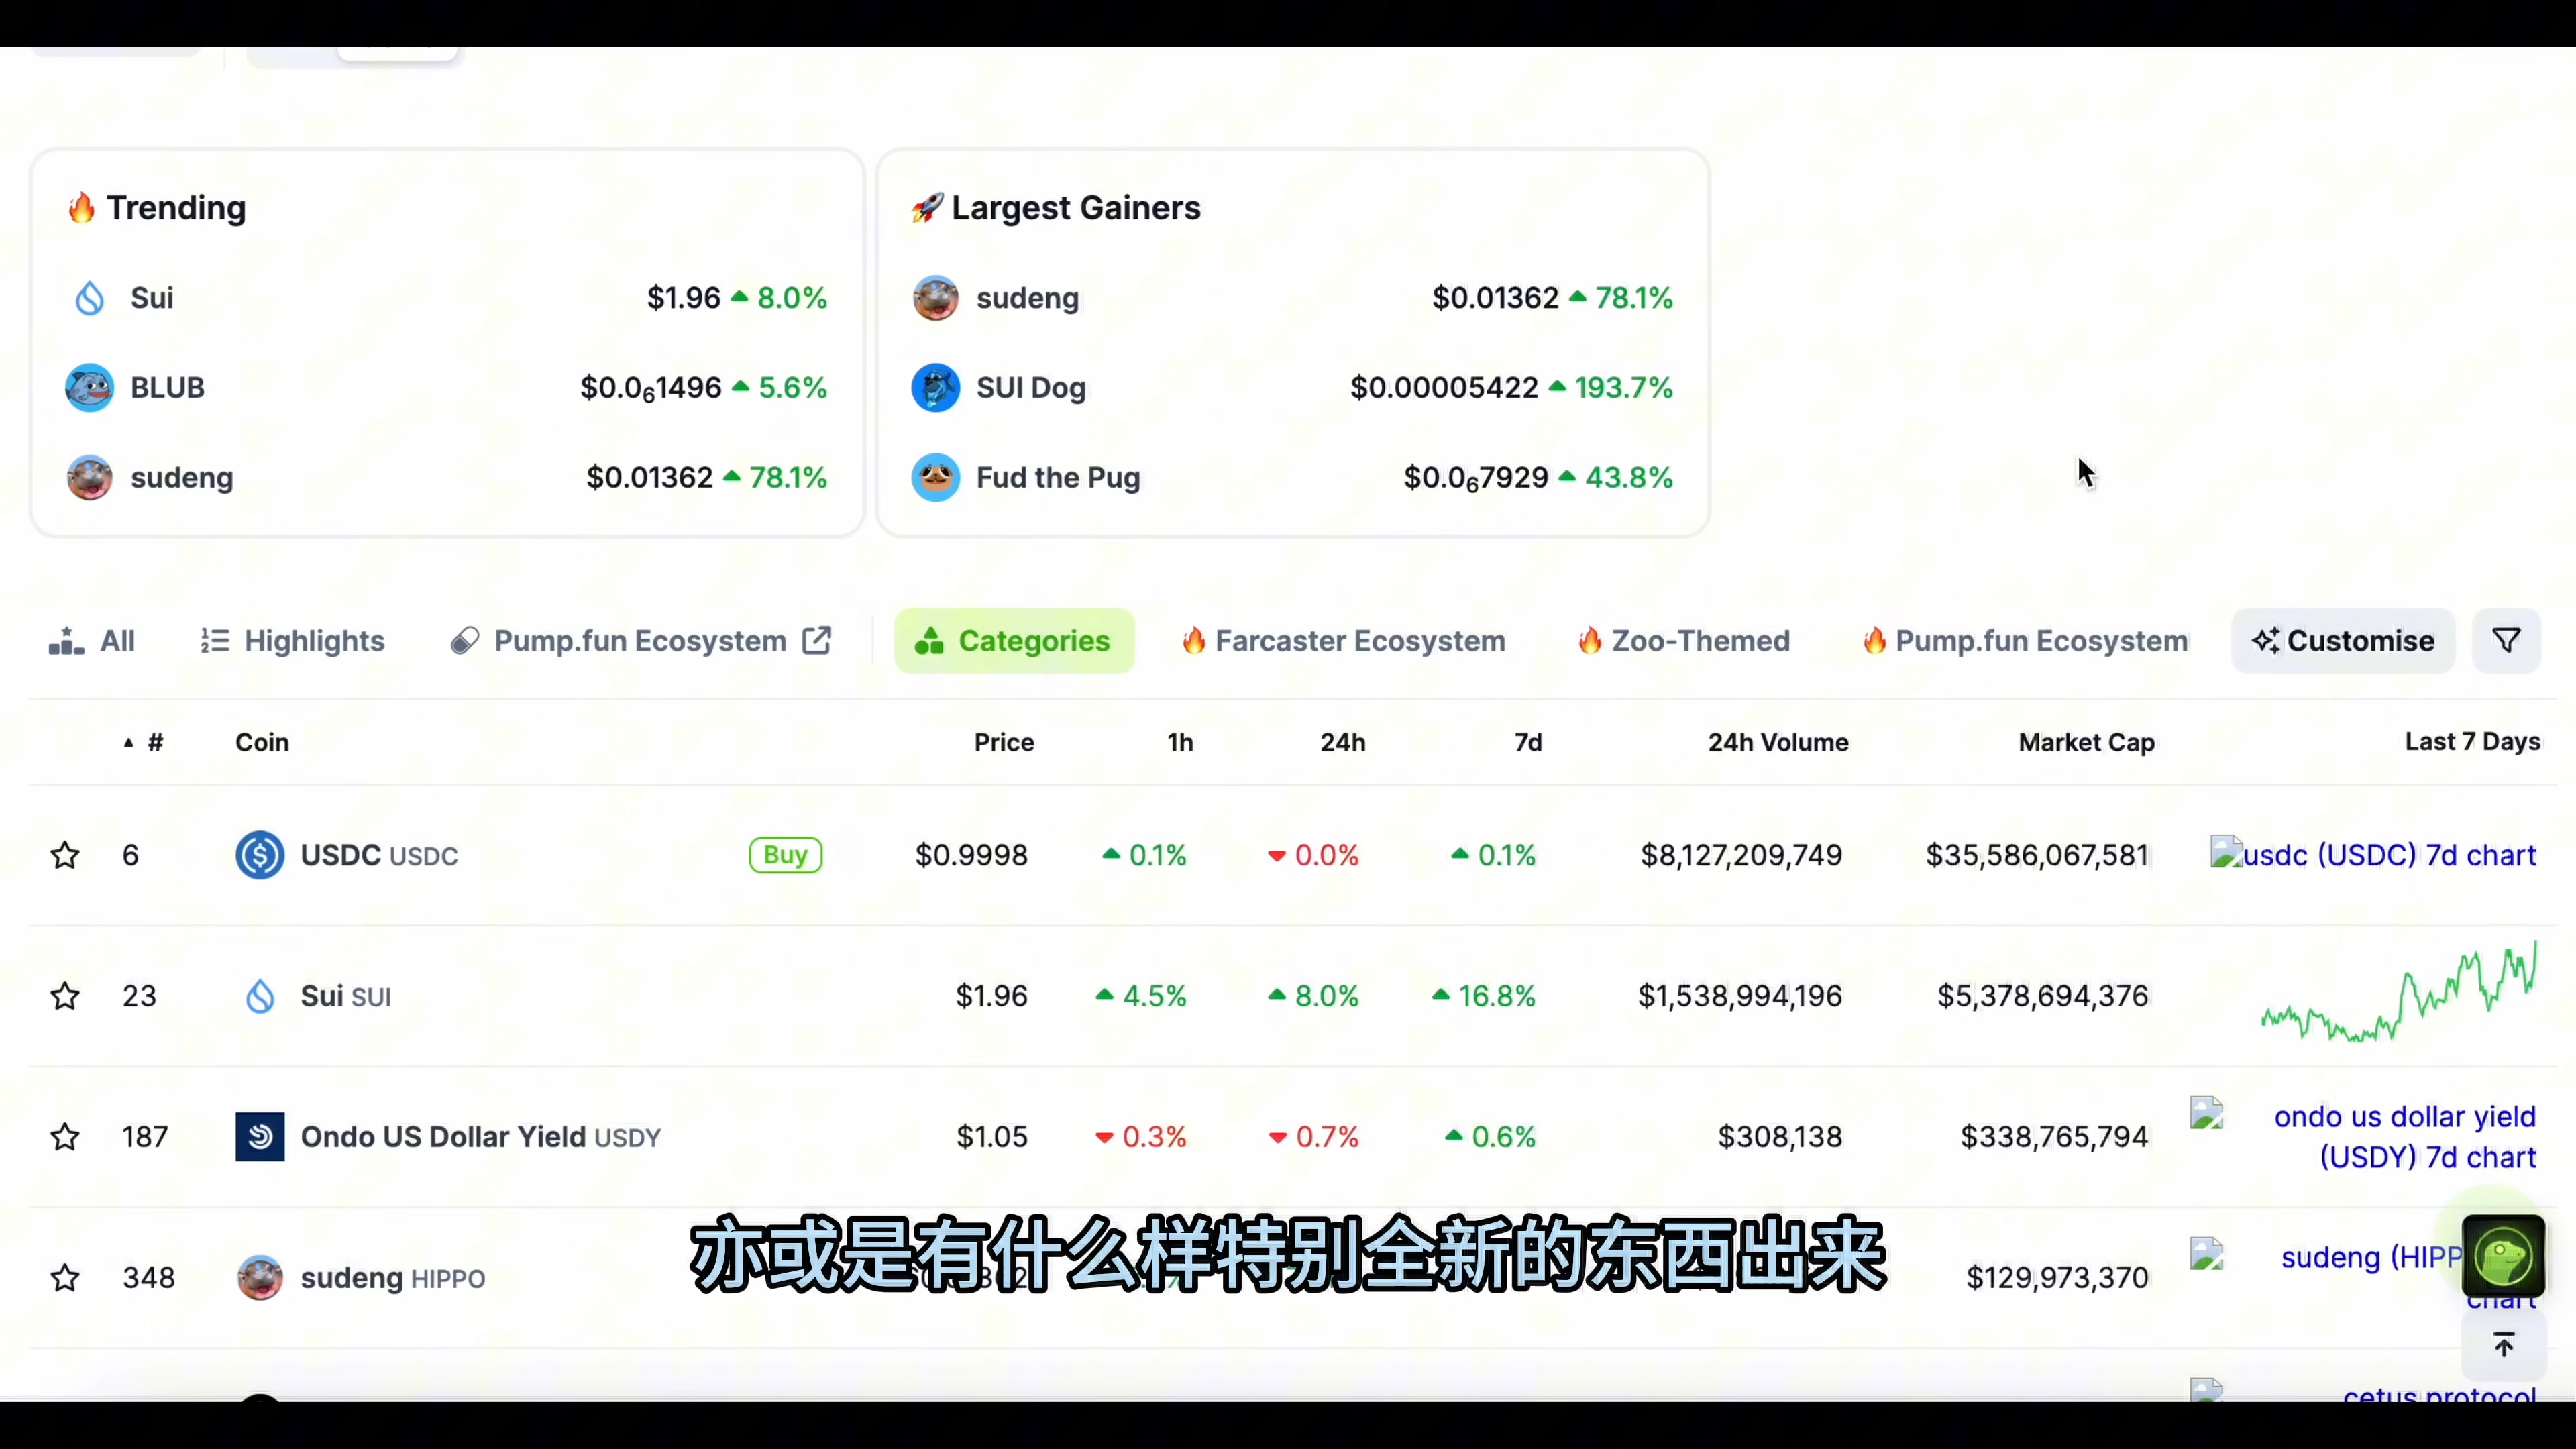 🔥 Trending
Sui $1.96 ▲ 8.0%
BLUB $0.0₆1496 ▲ 5.6%
sudeng $0.01362 ▲ 78.1%
🚀 Largest Gainers
sudeng $0.01362 ▲ 78.1%
SUI Dog $0.00005422 ▲ 193.7%
Fud the Pug $0.0₆7929 ▲ 43.8%
All Highlights Pump.fun Ecosystem Categories 🔥 Farcaster Ecosystem 🔥 Zoo-Themed 🔥 Pump.fun Ecosystem Customise
▲ # Coin Price 1h 24h 7d 24h Volume Market Cap Last 7 Days
6 USDC USDC Buy $0.9998 ▲ 0.1% ▼ 0.0% ▲ 0.1% $8,127,209,749 $35,586,067,581 usdc (USDC) 7d chart
23 Sui SUI $1.96 ▲ 4.5% ▲ 8.0% ▲ 16.8% $1,538,994,196 $5,378,694,376
187 Ondo US Dollar Yield USDY $1.05 ▼ 0.3% ▼ 0.7% ▲ 0.6% $308,138 $338,765,794 ondo us dollar yield
(USDY) 7d chart
348 sudeng HIPPO $129,973,370 sudeng (HIPP
chart
亦或是有什么样特别全新的东西出来
cetus protocol